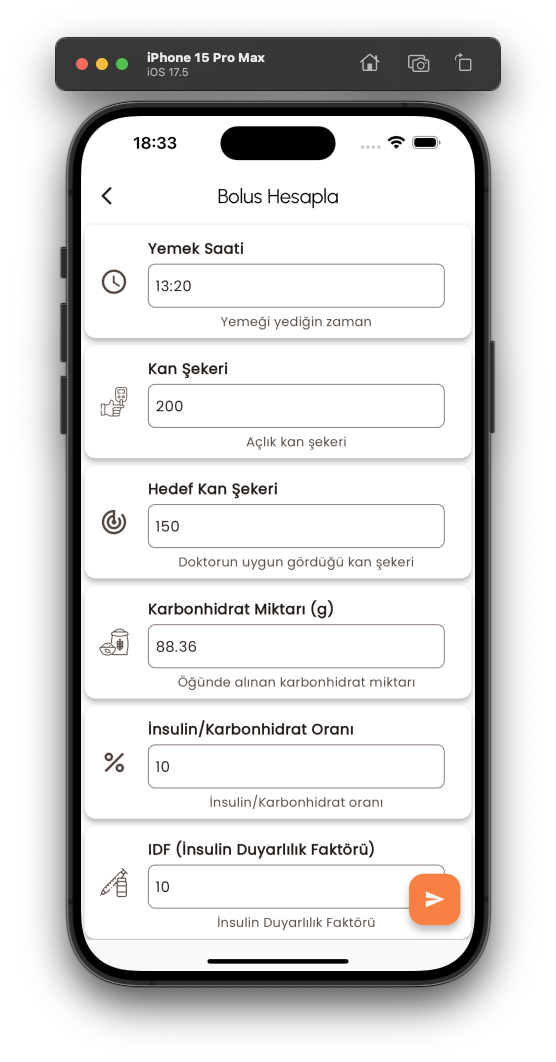 iPhone 15 Pro Max
iOS 17.5
18:33
Bolus Hesapla
Yemek Saati
13:20
Yemeği yediğin zaman
Kan Şekeri
200
Açlık kan şekeri
Hedef Kan Şekeri
150
Doktorun uygun gördüğü kan şekeri
Karbonhidrat Miktarı (g)
88.36
Öğünde alınan karbonhidrat miktarı
İnsulin/Karbonhidrat Oranı
10
İnsulin/Karbonhidrat oranı
IDF (İnsulin Duyarlılık Faktörü)
10
İnsulin Duyarlılık Faktörü